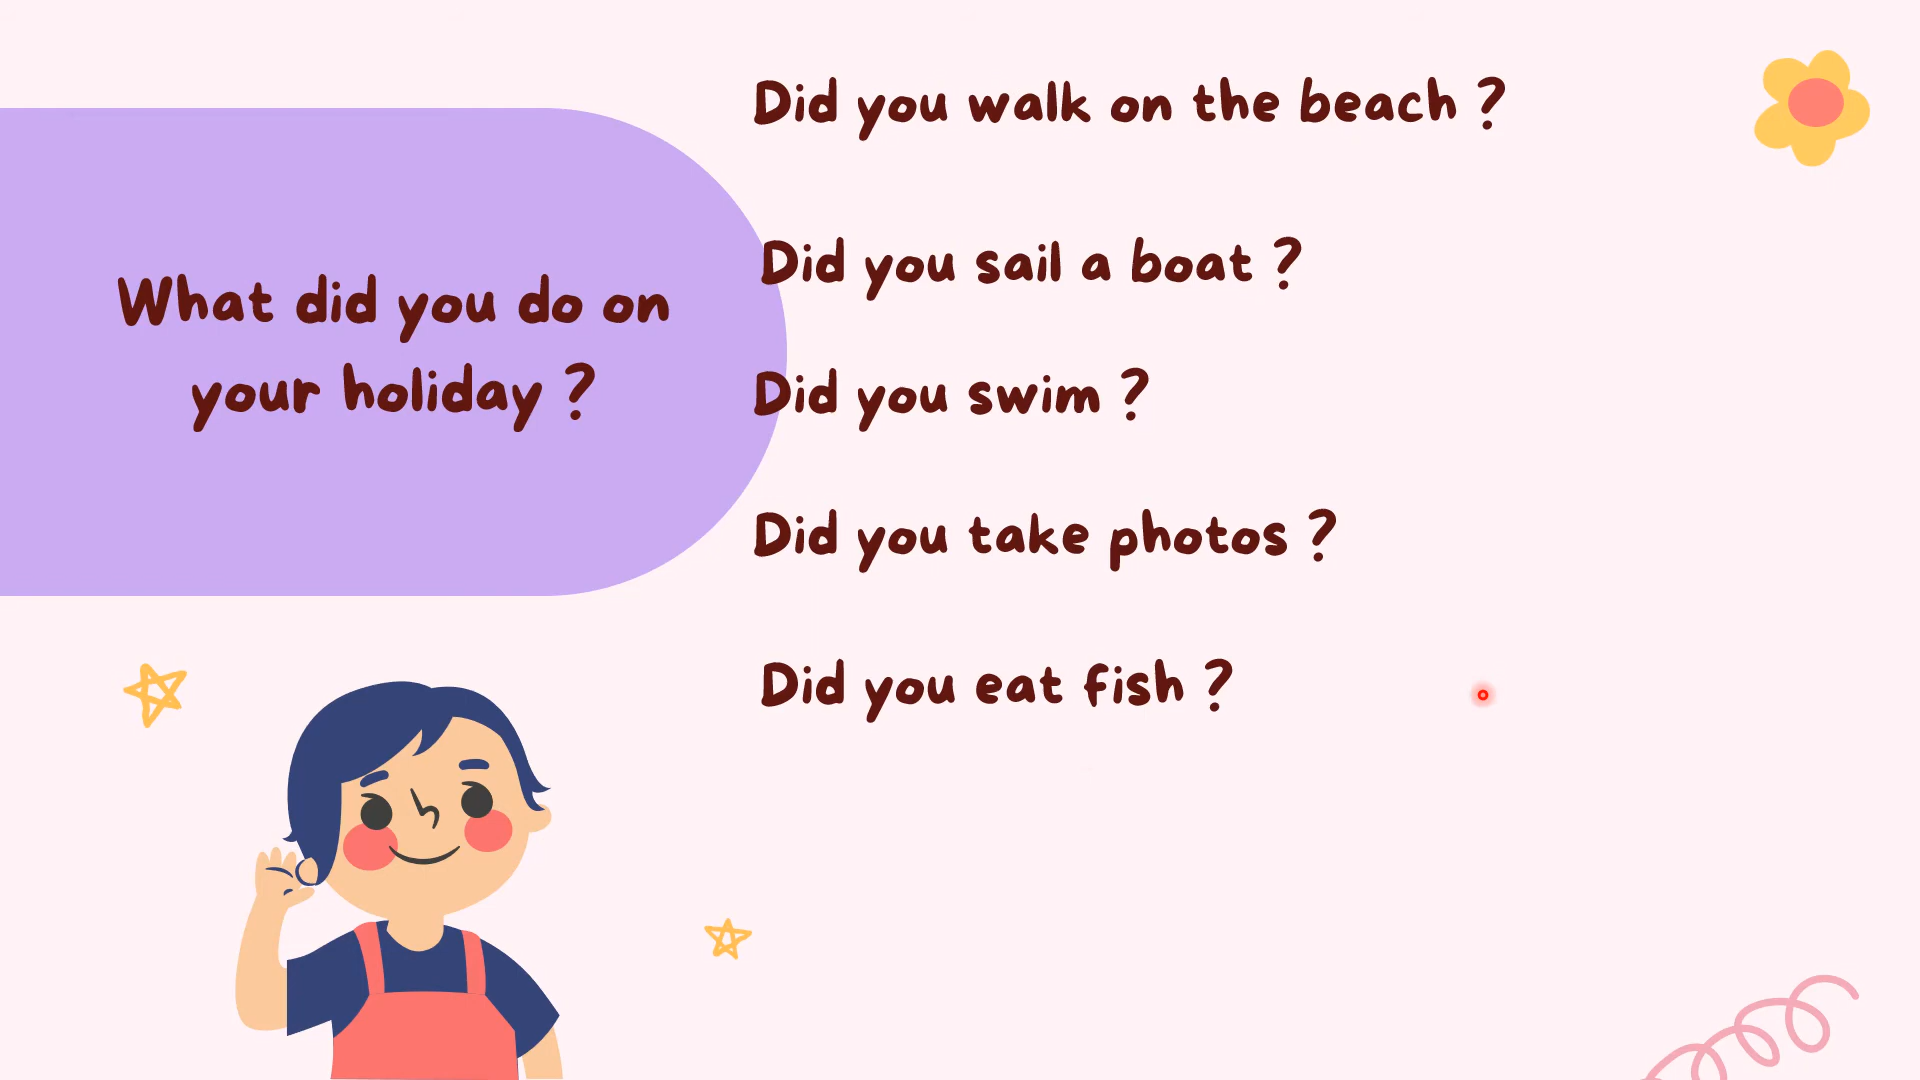 What did you do on
your holiday ?
Did you walk on the beach ?
Did you sail a boat ?
Did you swim ?
Did you take photos ?
Did you eat fish ?